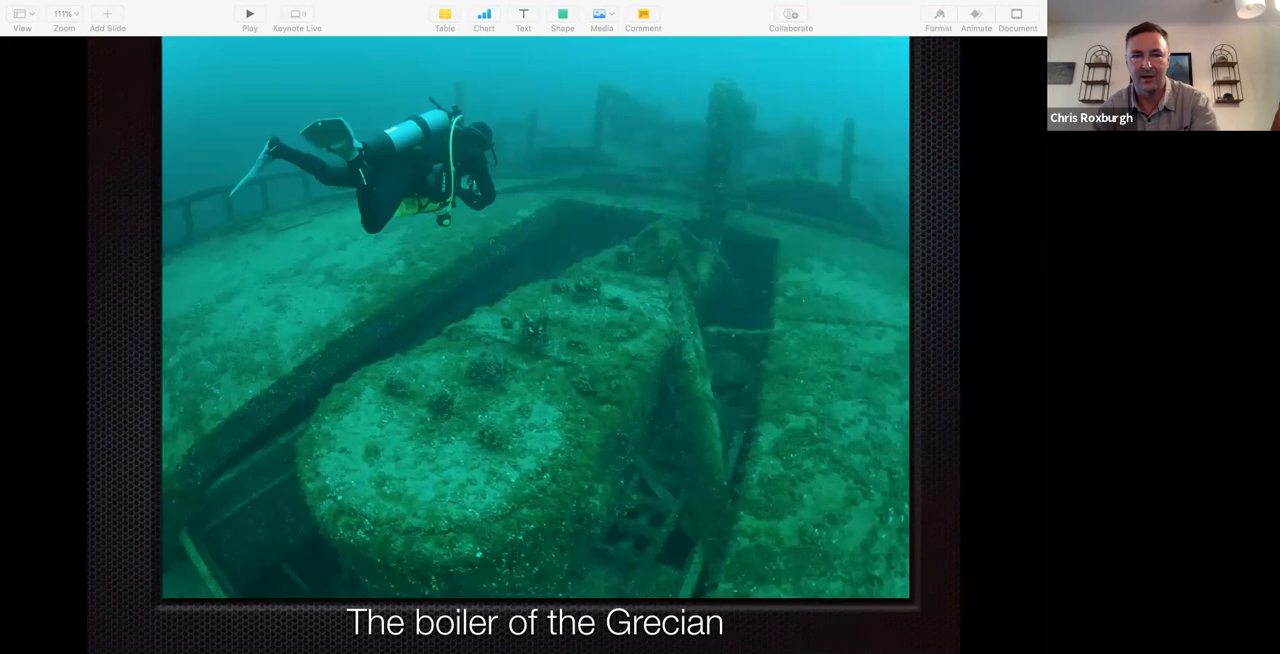 View
111%
Zoom
Add Slide
Play
Keynote Live
Table
Chart
T
Text
Shape
Media
Comment
Collaborate
Format
Animate
Document
Chris Roxburgh
The boiler of the Grecian